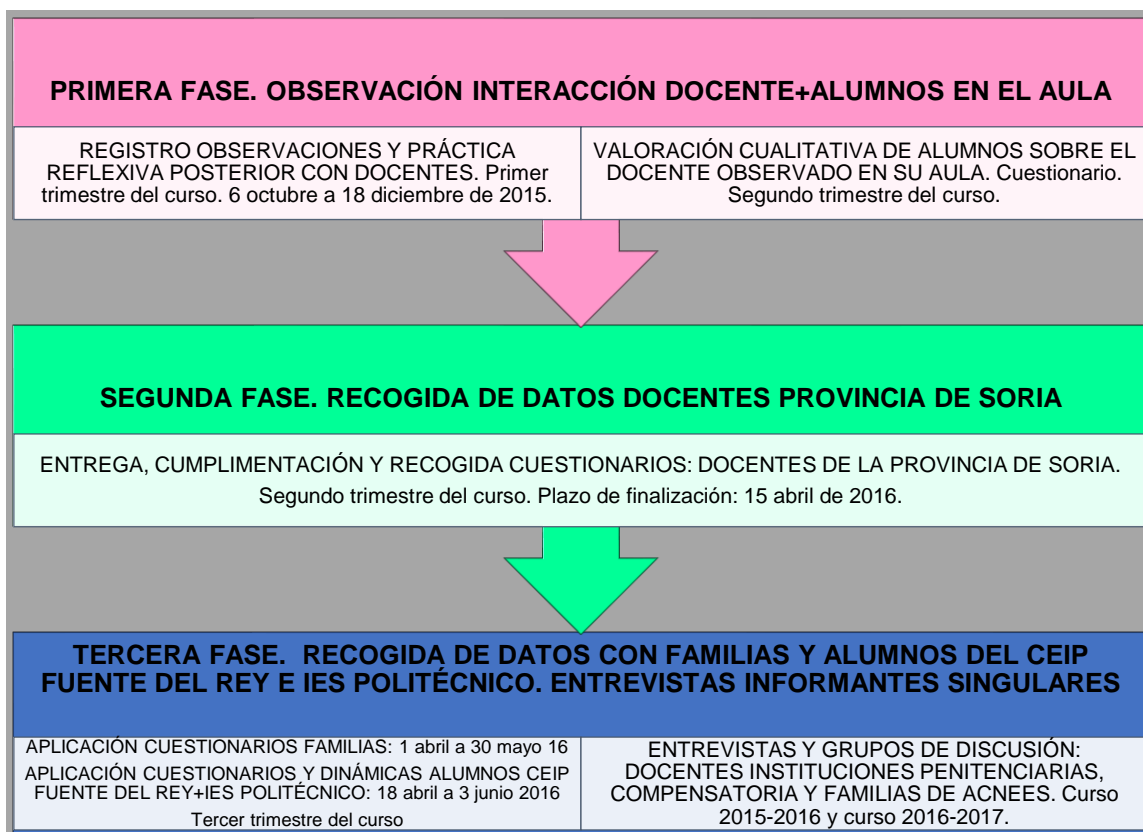 PRIMERA FASE. OBSERVACIÓN INTERACCIÓN DOCENTE+ALUMNOS EN EL AULA
REGISTRO OBSERVACIONES Y PRÁCTICA
REFLEXIVA POSTERIOR CON DOCENTES. Primer
trimestre del curso. 6 octubre a 18 diciembre de 2015.
VALORACIÓN CUALITATIVA DE ALUMNOS SOBRE EL
DOCENTE OBSERVADO EN SU AULA. Cuestionario.
Segundo trimestre del curso.
SEGUNDA FASE. RECOGIDA DE DATOS DOCENTES PROVINCIA DE SORIA
ENTREGA, CUMPLIMENTACIÓN Y RECOGIDA CUESTIONARIOS: DOCENTES DE LA PROVINCIA DE SORIA.
Segundo trimestre del curso. Plazo de finalización: 15 abril de 2016.
TERCERA FASE. RECOGIDA DE DATOS CON FAMILIAS Y ALUMNOS DEL CEIP
FUENTE DEL REY E IES POLITÉCNICO. ENTREVISTAS INFORMANTES SINGULARES
APLICACIÓN CUESTIONARIOS FAMILIAS: 1 abril a 30 mayo 16
APLICACIÓN CUESTIONARIOS Y DINÁMICAS ALUMNOS CEIP
FUENTE DEL REY+IES POLITÉCNICO: 18 abril a 3 junio 2016
Tercer trimestre del curso
ENTREVISTAS Y GRUPOS DE DISCUSIÓN:
DOCENTES INSTITUCIONES PENITENCIARIAS,
COMPENSATORIA Y FAMILIAS DE ACNEES. Curso
2015-2016 y curso 2016-2017.